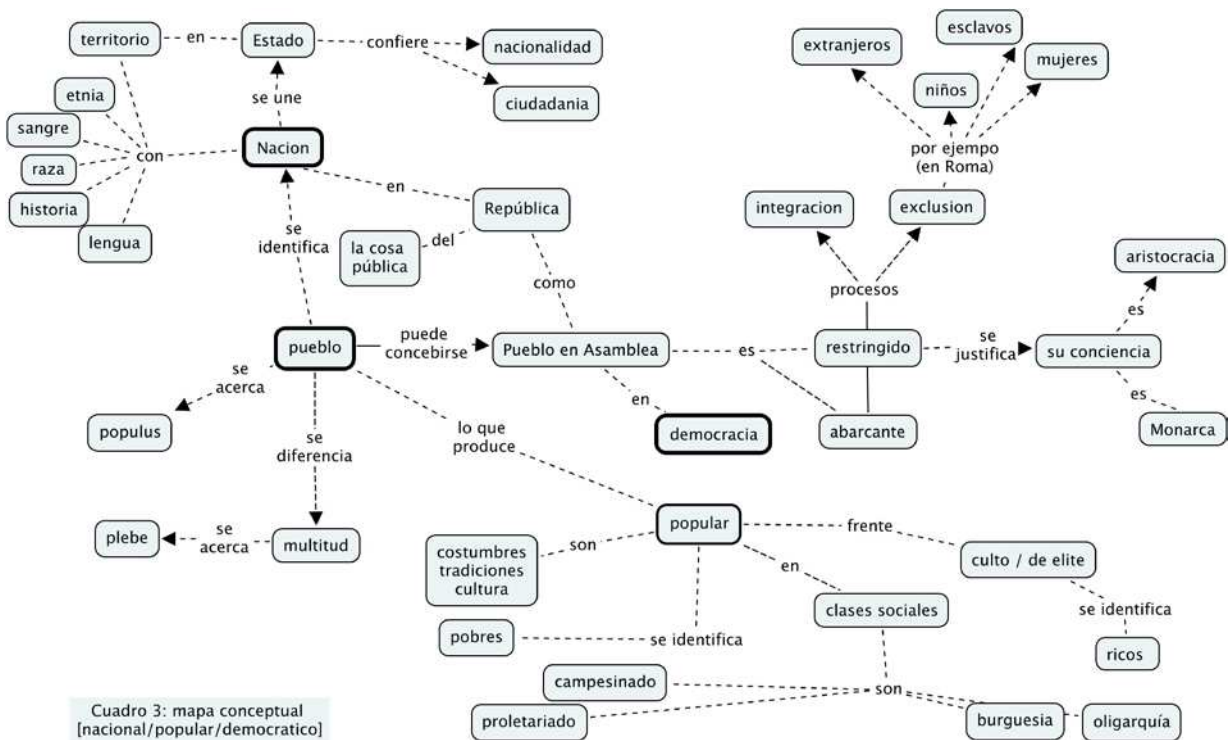 territorio
en
Estado
confiere
nacionalidad
ciudadania
extranjeros
esclavos
mujeres
niños
etnia
se une
sangre
con
Nacion
raza
historia
lengua
en
República
por ejempo
(en Roma)
se
identifica
la cosa
pública
del
integracion
exclusion
como
procesos
aristocracia
es
pueblo
puede
concebirse
Pueblo en Asamblea
es
restringido
se
justifica
su conciencia
se
acerca
en
es
populus
lo que
produce
democracia
abarcante
Monarca
se
diferencia
plebe
se
acerca
multitud
popular
frente
son
costumbres
tradiciones
cultura
en
culto / de elite
clases sociales
se identifica
pobres
se identifica
ricos
campesinado
son
proletariado
burguesia
oligarquía
Cuadro 3: mapa conceptual
[nacional/popular/democratico]